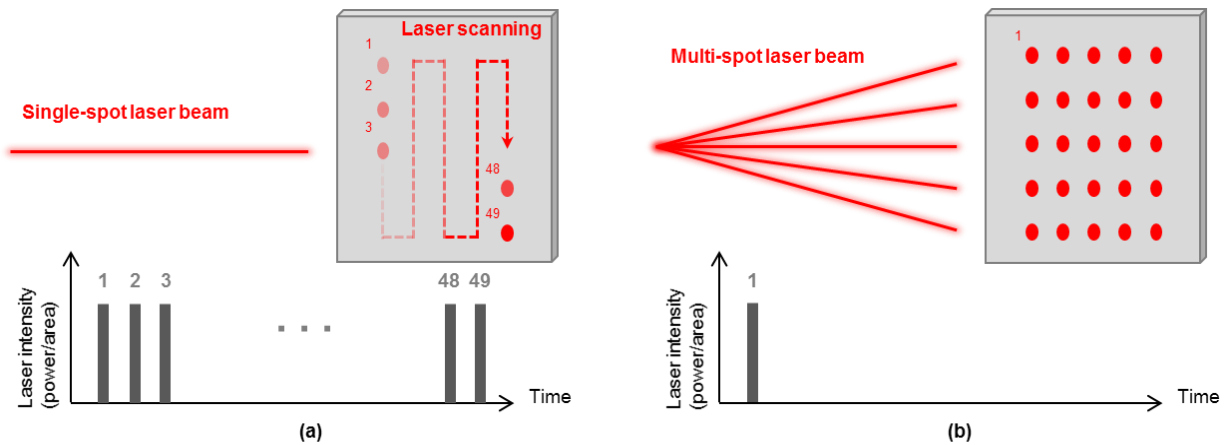 Laser scanning
1
2
3
Single-spot laser beam
48
49
1 2 3 48 49
Laser intensity
(power/area)
Time
(a)
1
Multi-spot laser beam
1
Laser intensity
(power/area)
Time
(b)